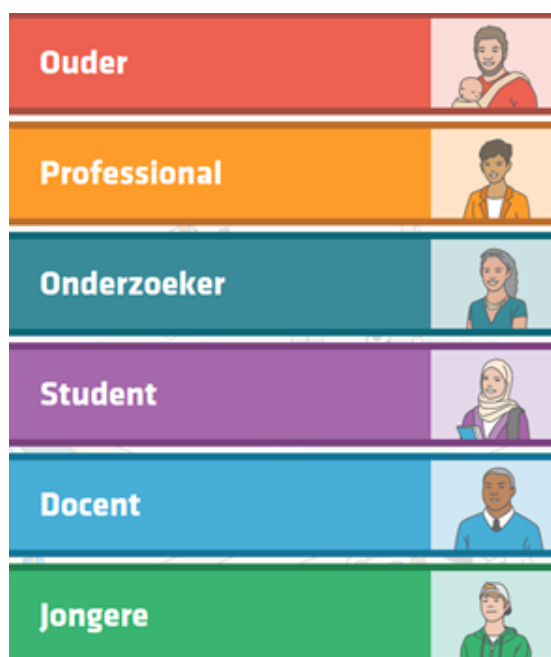 Ouder
Professional
Onderzoeker
Student
Docent
Jongere